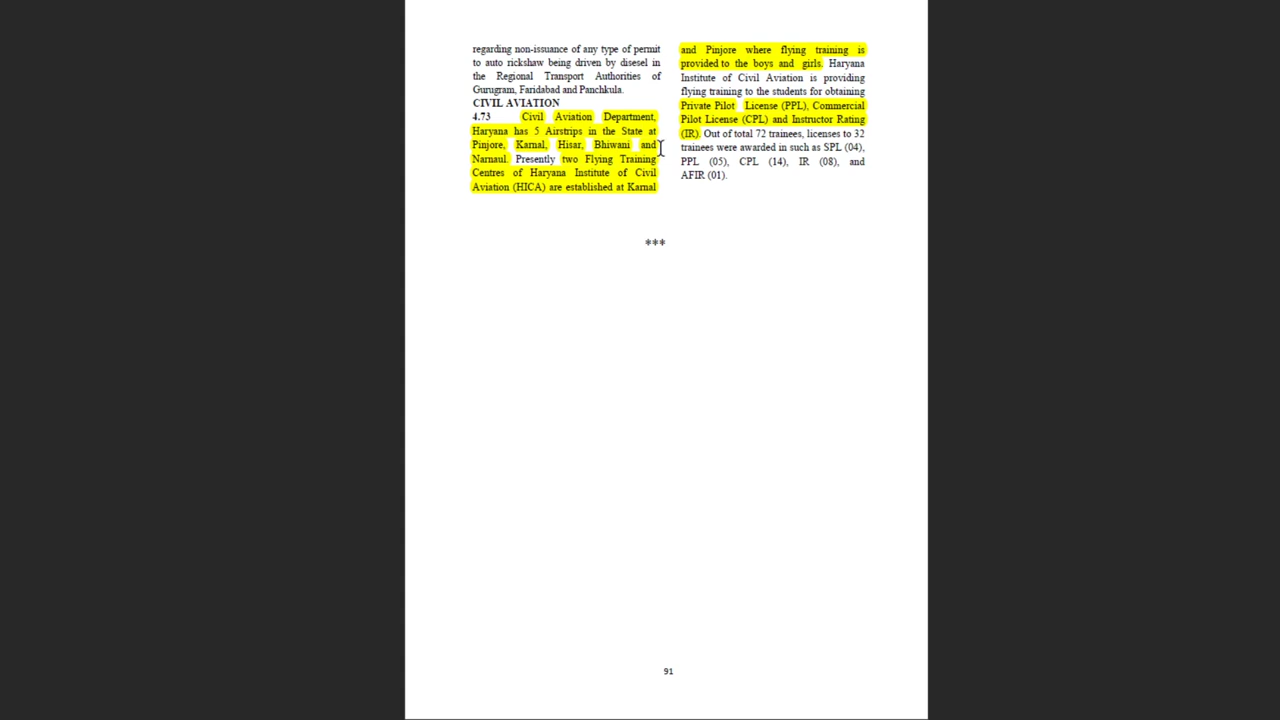 regarding non-issuance of any type of permit
to auto rickshaw being driven by disesel in
the Regional Transport Authorities of
Gurugram, Faridabad and Panchkula.
CIVIL AVIATION
4.73 Civil Aviation Department,
Haryana has 5 Airstrips in the State at
Pinjore, Karnal, Hisar, Bhiwani and
Narnaul. Presently two Flying Training
Centres of Haryana Institute of Civil
Aviation (HICA) are established at Karnal
and Pinjore where flying training is
provided to the boys and girls. Haryana
Institute of Civil Aviation is providing
flying training to the students for obtaining
Private Pilot License (PPL), Commercial
Pilot License (CPL) and Instructor Rating
(IR). Out of total 72 trainees, licenses to 32
trainees were awarded in such as SPL (04),
PPL (05), CPL (14), IR (08), and
AFIR (01).
***
91